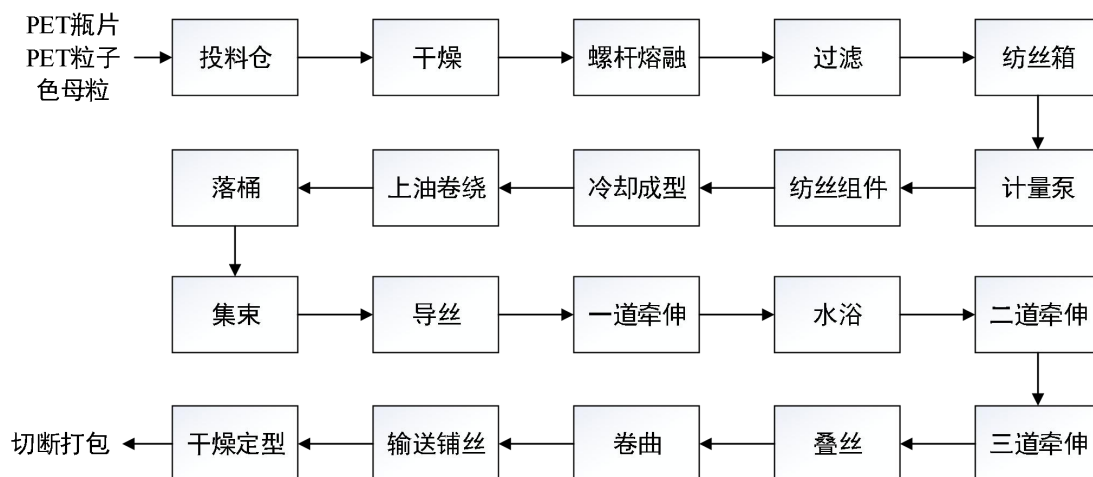 PET瓶片
PET粒子
色母粒
投料仓
干燥
螺杆熔融
过滤
纺丝箱
计量泵
纺丝组件
冷却成型
上油卷绕
落桶
集束
导丝
一道牵伸
水浴
二道牵伸
三道牵伸
叠丝
卷曲
输送铺丝
干燥定型
切断打包